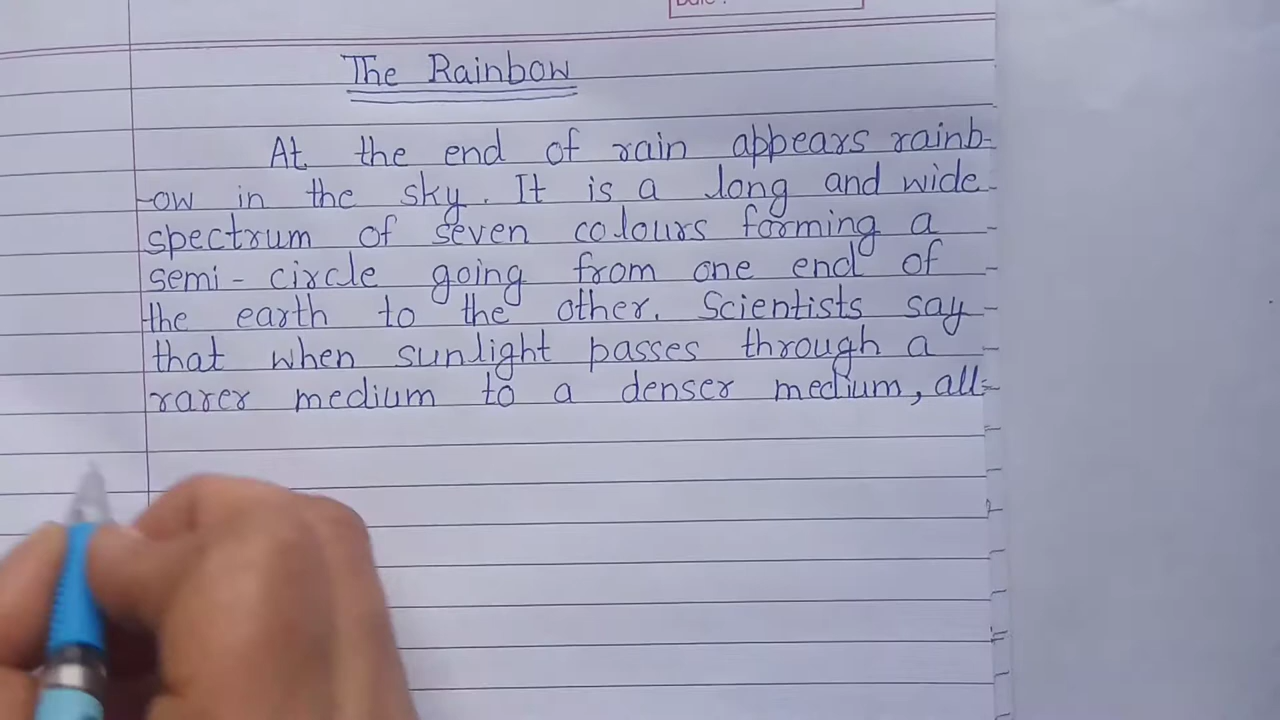 The Rainbow
At the end of rain appears rainb-
-ow in the sky. It is a long and wide
spectrum of seven colours forming a
semi-circle going from one end of
the earth to the other. Scientists say
that when sunlight passes through a
rarer medium to a denser medium, all